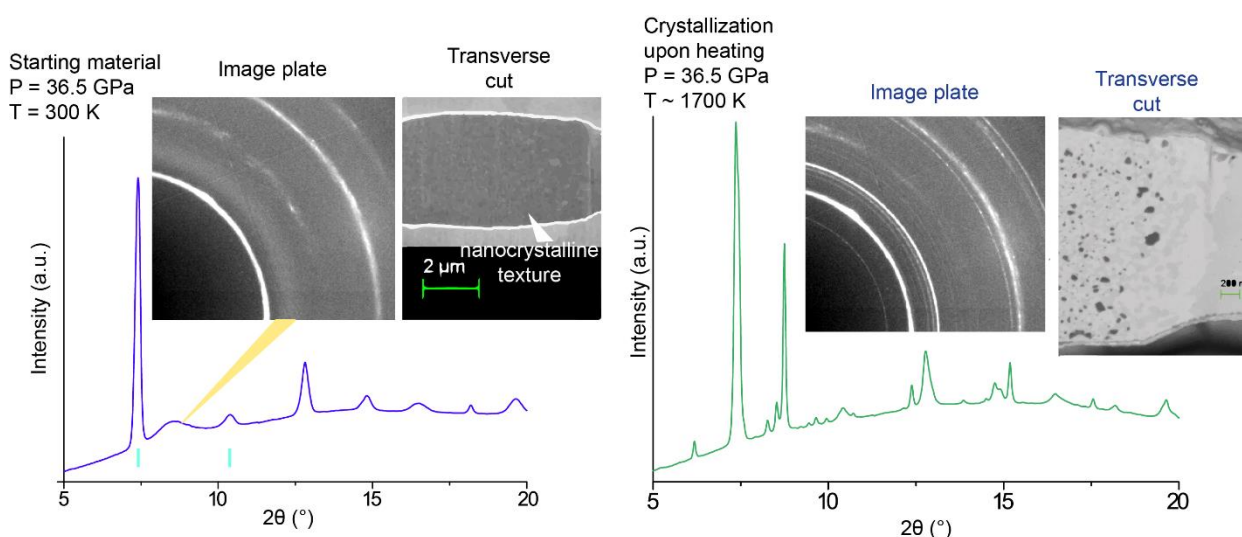 Starting material
P = 36.5 GPa
T = 300 K
Image plate
Transverse
cut
nanocrystalline
texture
2 µm
Intensity (a.u.)
5
10
15
20
2θ (°)
Crystallization
upon heating
P = 36.5 GPa
T ~ 1700 K
Image plate
Transverse
cut
200 n
Intensity (a.u.)
5
10
15
20
2θ (°)